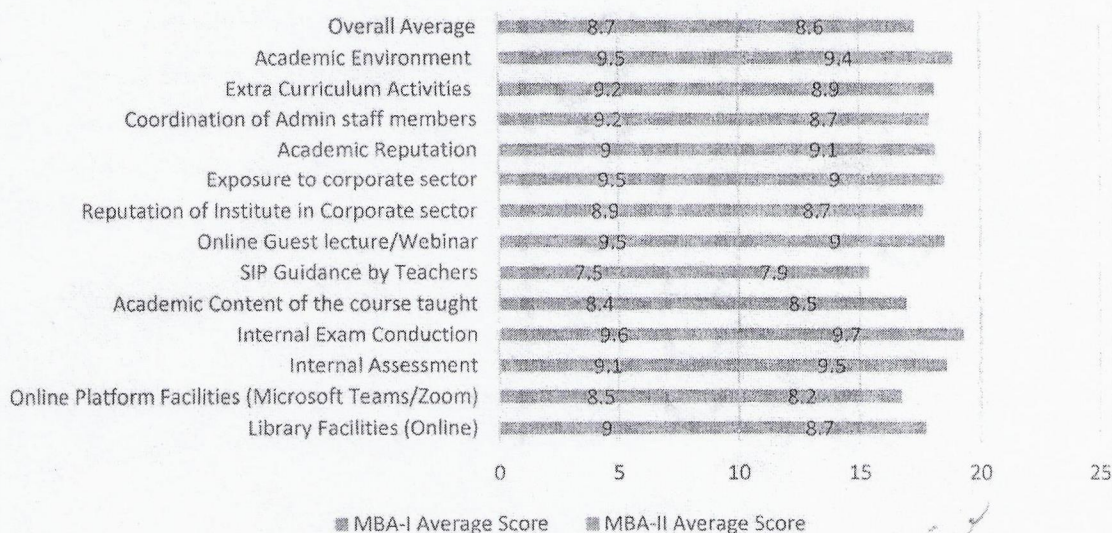 Overall Average 8.7 8.6
Academic Environment 9.5 9.4
Extra Curriculum Activities 9.2 8.9
Coordination of Admin staff members 9.2 8.7
Academic Reputation 9 9.1
Exposure to corporate sector 9.5 9
Reputation of Institute in Corporate sector 8.9 8.7
Online Guest lecture/Webinar 9.5 9
SIP Guidance by Teachers 7.5 7.9
Academic Content of the course taught 8.4 8.5
Internal Exam Conduction 9.6 9.7
Internal Assessment 9.1 9.5
Online Platform Facilities (Microsoft Teams/Zoom) 8.5 8.2
Library Facilities (Online) 9 8.7
0 5 10 15 20 25
MBA-I Average Score MBA-II Average Score